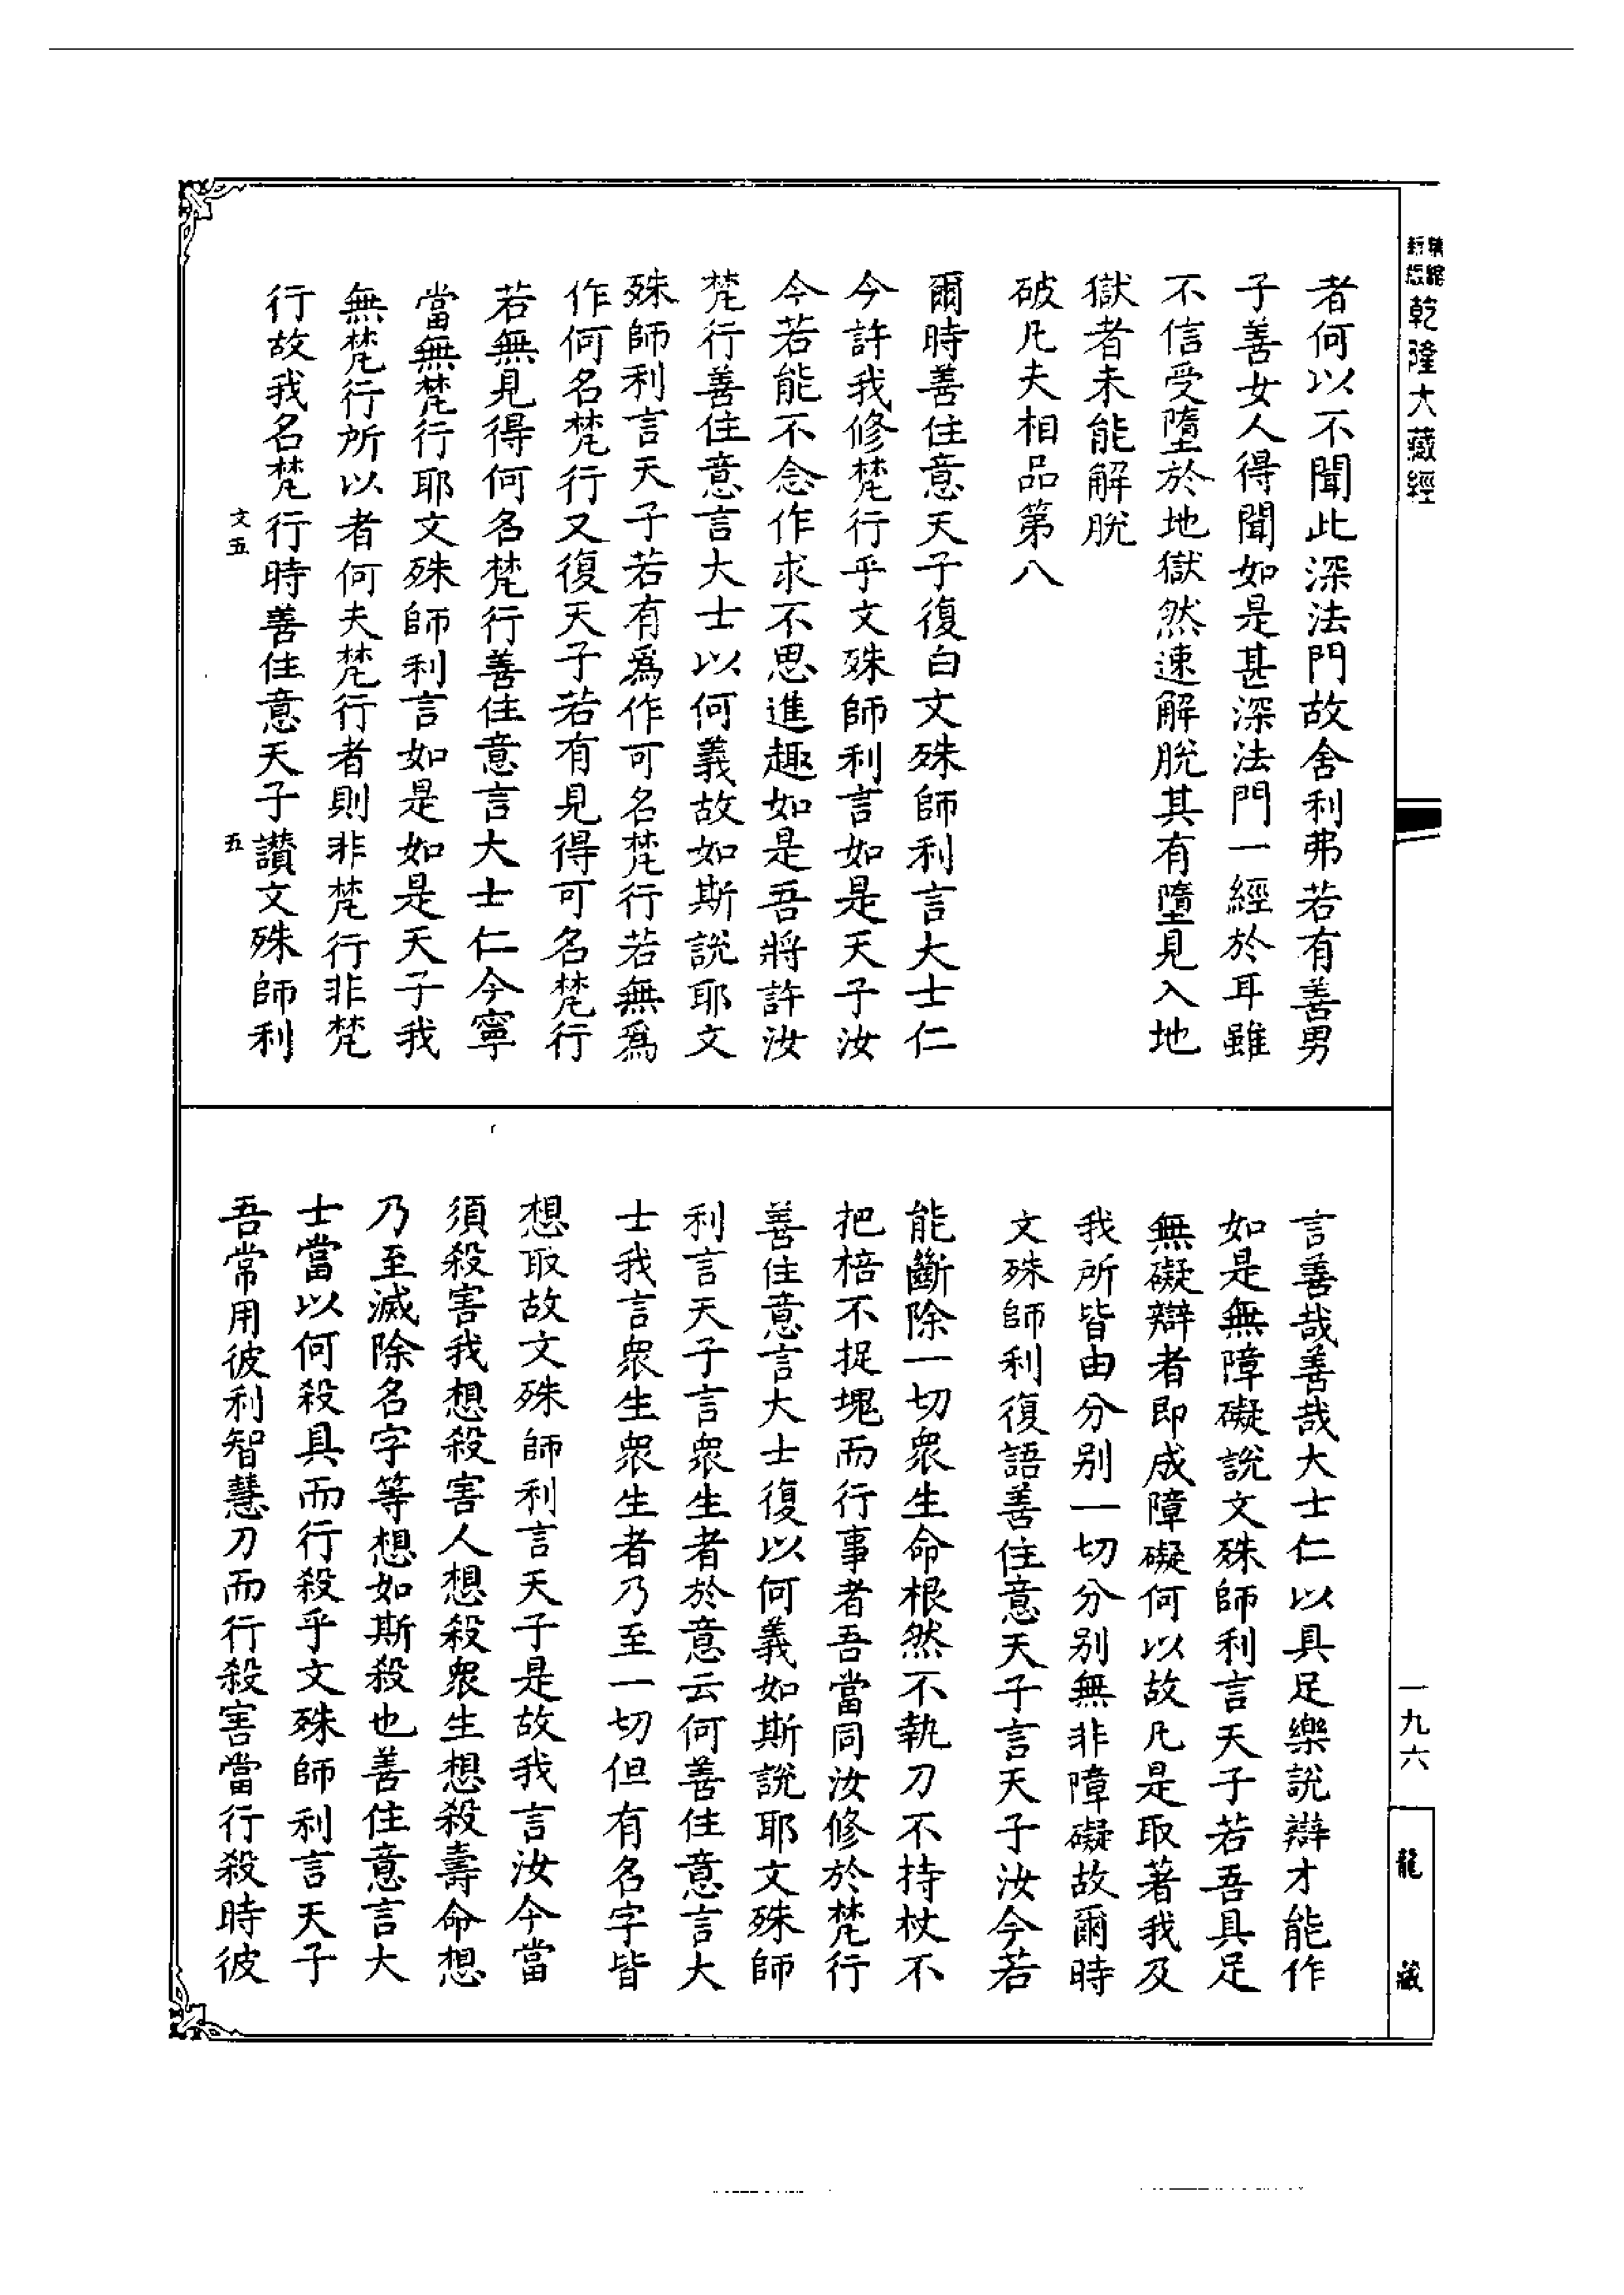 乾隆大藏經
者何以不聞此深法門故舍利弗若有善男
子善女人得聞如是甚深法門一經於耳雖
不信受墮於地獄然速解脫其有墮見入地
獄者未能解脫
破凡夫相品第八
爾時善住意天子復白文殊師利言大士仁
今許我修梵行乎文殊師利言如是天子汝
今若能不念作求不思進趣如是吾將許汝
梵行善住意言大士以何義故如斯說耶文
殊師利言天子若有為作可名梵行若無為
作何名梵行又復天子若有見得可名梵行
若無見得何名梵行善住意言大士仁今寧
當無梵行耶文殊師利言如是如是天子我
無梵行所以者何夫梵行者則非梵行非梵
行故我名梵行時善住意天子讚文殊師利
文五
五
言善哉善哉大士仁以具足樂說辯才能作
如是無障礙說文殊師利言天子若吾具足
無礙辯者即成障礙何以故凡是取著我及
我所皆由分別一切分別無非障礙故爾時
文殊師利復語善住意天子言天子汝今若
能斷除一切眾生命根然不執刀不持杖不
把棓不捉塊而行事者吾當同汝修於梵行
善住意言大士復以何義如斯說耶文殊師
利言天子言眾生者於意云何善住意言大
士我言眾生眾生者乃至一切但有名字皆
想取故文殊師利言天子是故我言汝今當
須殺害我想殺害人想殺眾生想殺壽命想
乃至滅除名字等想如斯殺也善住意言大
士當以何殺具而行殺乎文殊師利言天子
吾常用彼利智慧刀而行殺害當行殺時彼
一九六
龍藏